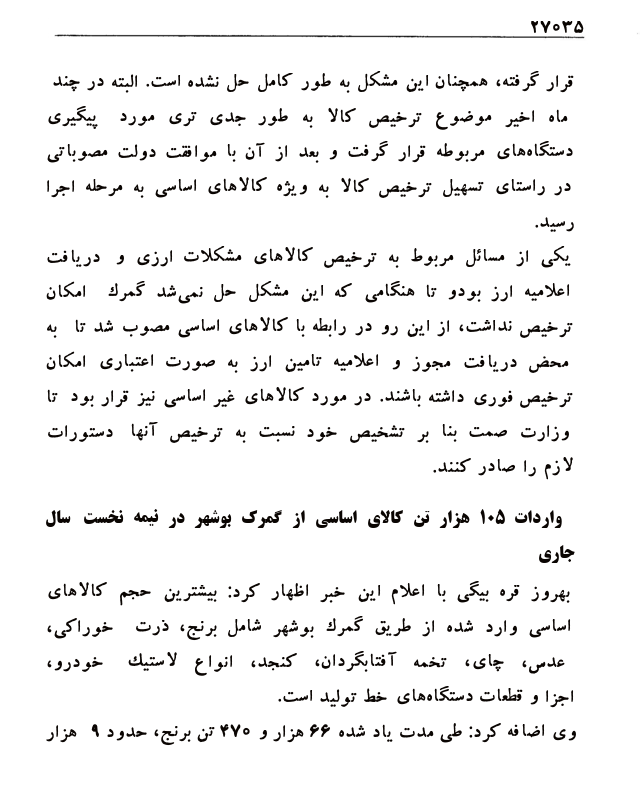 ۲۷۰۳۵
قرار گرفته، همچنان این مشکل به طور کامل حل نشده است. البته در چند
ماه اخیر موضوع ترخیص کالا به طور جدی تری مورد پیگیری
دستگاه‌های مربوطه قرار گرفت و بعد از آن با موافقت دولت مصوباتی
در راستای تسهیل ترخیص کالا به ویژه کالاهای اساسی به مرحله اجرا
رسید.
یکی از مسائل مربوط به ترخیص کالاهای مشکلات ارزی و دریافت
اعلامیه ارز بودو تا هنگامی که این مشکل حل نمی‌شد گمرك امکان
ترخیص نداشت، از این رو در رابطه با کالاهای اساسی مصوب شد تا به
محض دریافت مجوز و اعلامیه تامین ارز به صورت اعتباری امکان
ترخیص فوری داشته باشند. در مورد کالاهای غیر اساسی نیز قرار بود تا
وزارت صمت بنا بر تشخیص خود نسبت به ترخیص آنها دستورات
لازم را صادر کنند.
واردات ۱۰۵ هزار تن کالای اساسی از گمرک بوشهر در نیمه نخست سال
جاری
بهروز قره بیگی با اعلام این خبر اظهار کرد: بیشترین حجم کالاهای
اساسی وارد شده از طریق گمرك بوشهر شامل برنج، ذرت خوراکی،
عدس، چای، تخمه آفتابگردان، کنجد، انواع لاستیك خودرو،
اجزا و قطعات دستگاه‌های خط تولید است.
وی اضافه کرد: طی مدت یاد شده ۶۶ هزار و ۴۷۰ تن برنج، حدود ۹ هزار